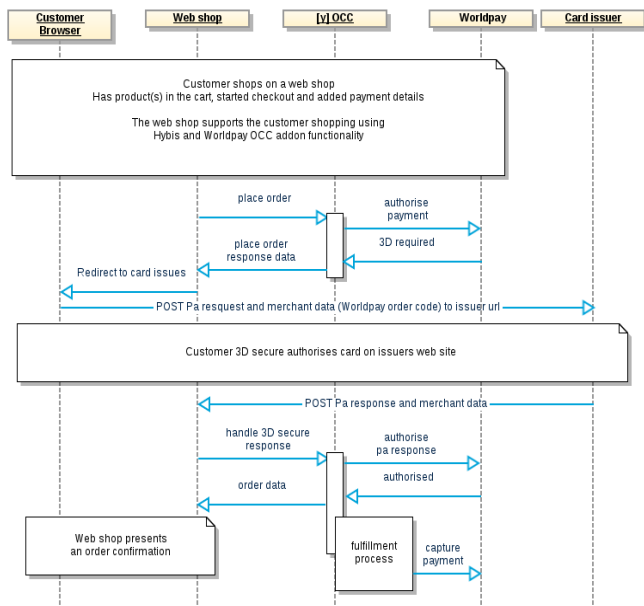 Customer
Browser
Web shop
[y] OCC
Worldpay
Card issuer
Customer shops on a web shop
Has product(s) in the cart, started checkout and added payment details
The web shop supports the customer shopping using
Hybis and Worldpay OCC addon functionality
place order
authorise
payment
place order
response data
3D required
Redirect to card issues
POST Pa resquest and merchant data (Worldpay order code) to issuer url
Customer 3D secure authorises card on issuers web site
POST Pa response and merchant data
handle 3D secure
response
authorise
pa response
order data
authorised
Web shop presents
an order confirmation
fulfillment
process
capture
payment